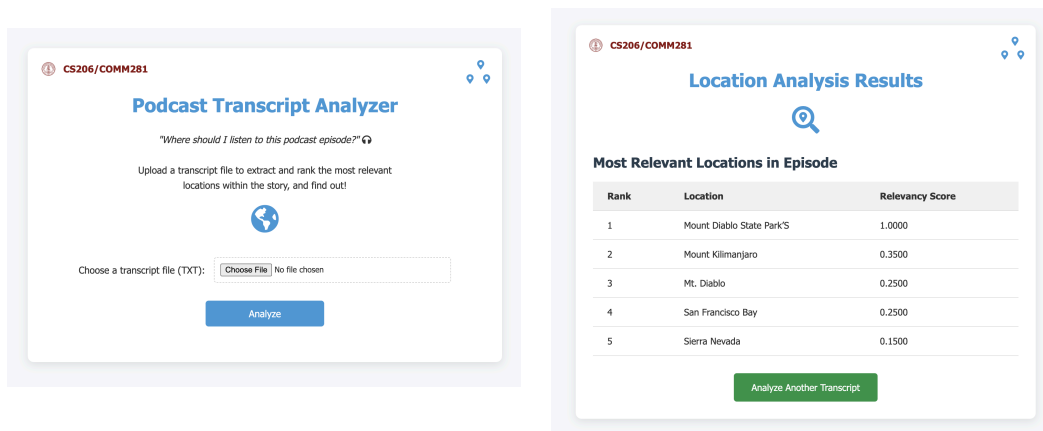 CS206/COMM281
Podcast Transcript Analyzer
"Where should I listen to this podcast episode?"
Upload a transcript file to extract and rank the most relevant
locations within the story, and find out!
Choose a transcript file (TXT): Choose File No file chosen
Analyze
CS206/COMM281
Location Analysis Results
Most Relevant Locations in Episode
Rank Location Relevancy Score
1 Mount Diablo State Park'S 1.0000
2 Mount Kilimanjaro 0.3500
3 Mt. Diablo 0.2500
4 San Francisco Bay 0.2500
5 Sierra Nevada 0.1500
Analyze Another Transcript